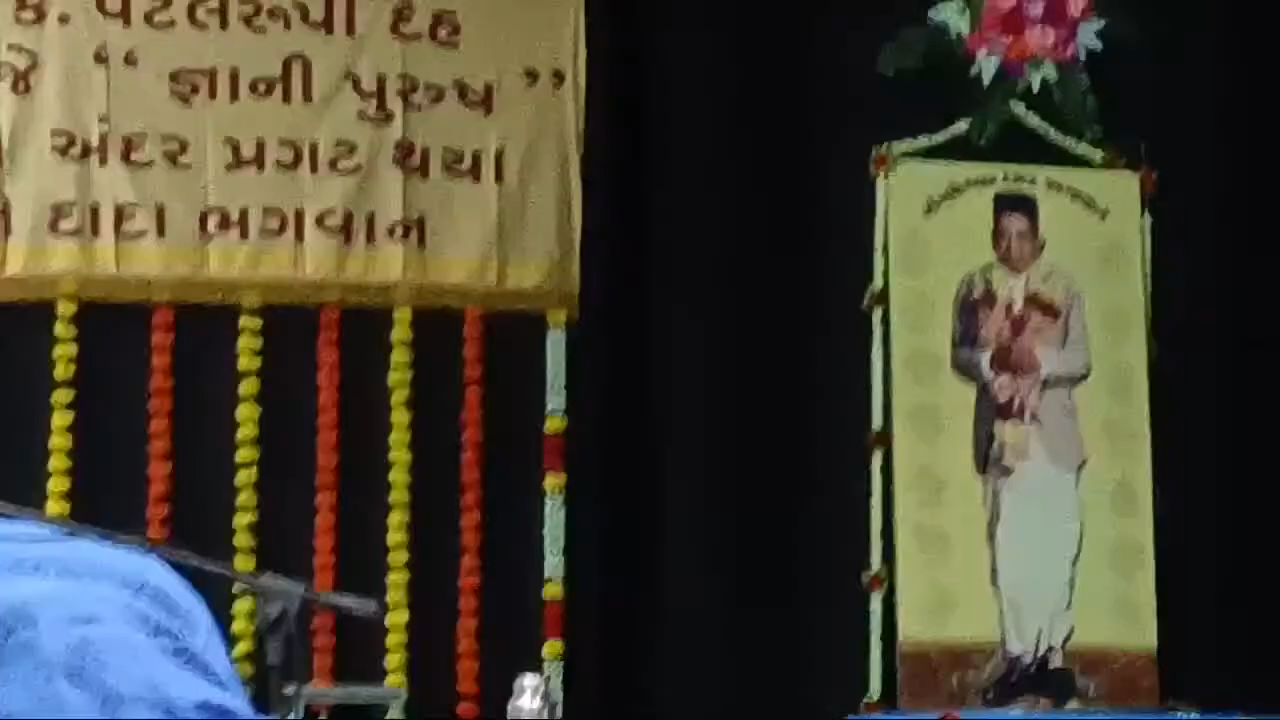 . પટેલરૂપી દેહ
જે “ જ્ઞાની પુરુષ ”
અંદર પ્રગટ થયા
દાદા ભગવાન